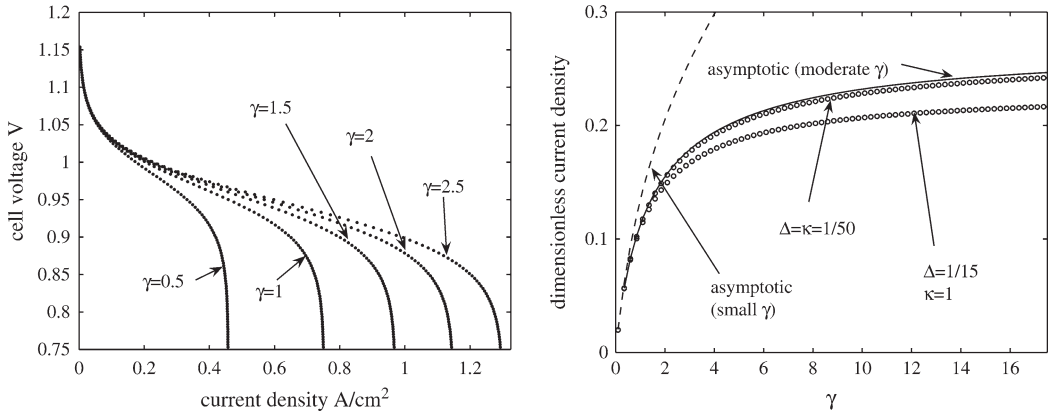 1.2
1.15
1.1
1.05
1
0.95
0.9
0.85
0.8
0.75
cell voltage V
γ=1.5
γ=2
γ=2.5
γ=0.5
γ=1
0
0.2
0.4
0.6
0.8
1
1.2
current density A/cm²
0.3
0.2
0.1
0
dimensionless current density
asymptotic (moderate γ)
Δ=κ=1/50
Δ=1/15
κ=1
asymptotic
(small γ)
0
2
4
6
8
10
12
14
16
γ